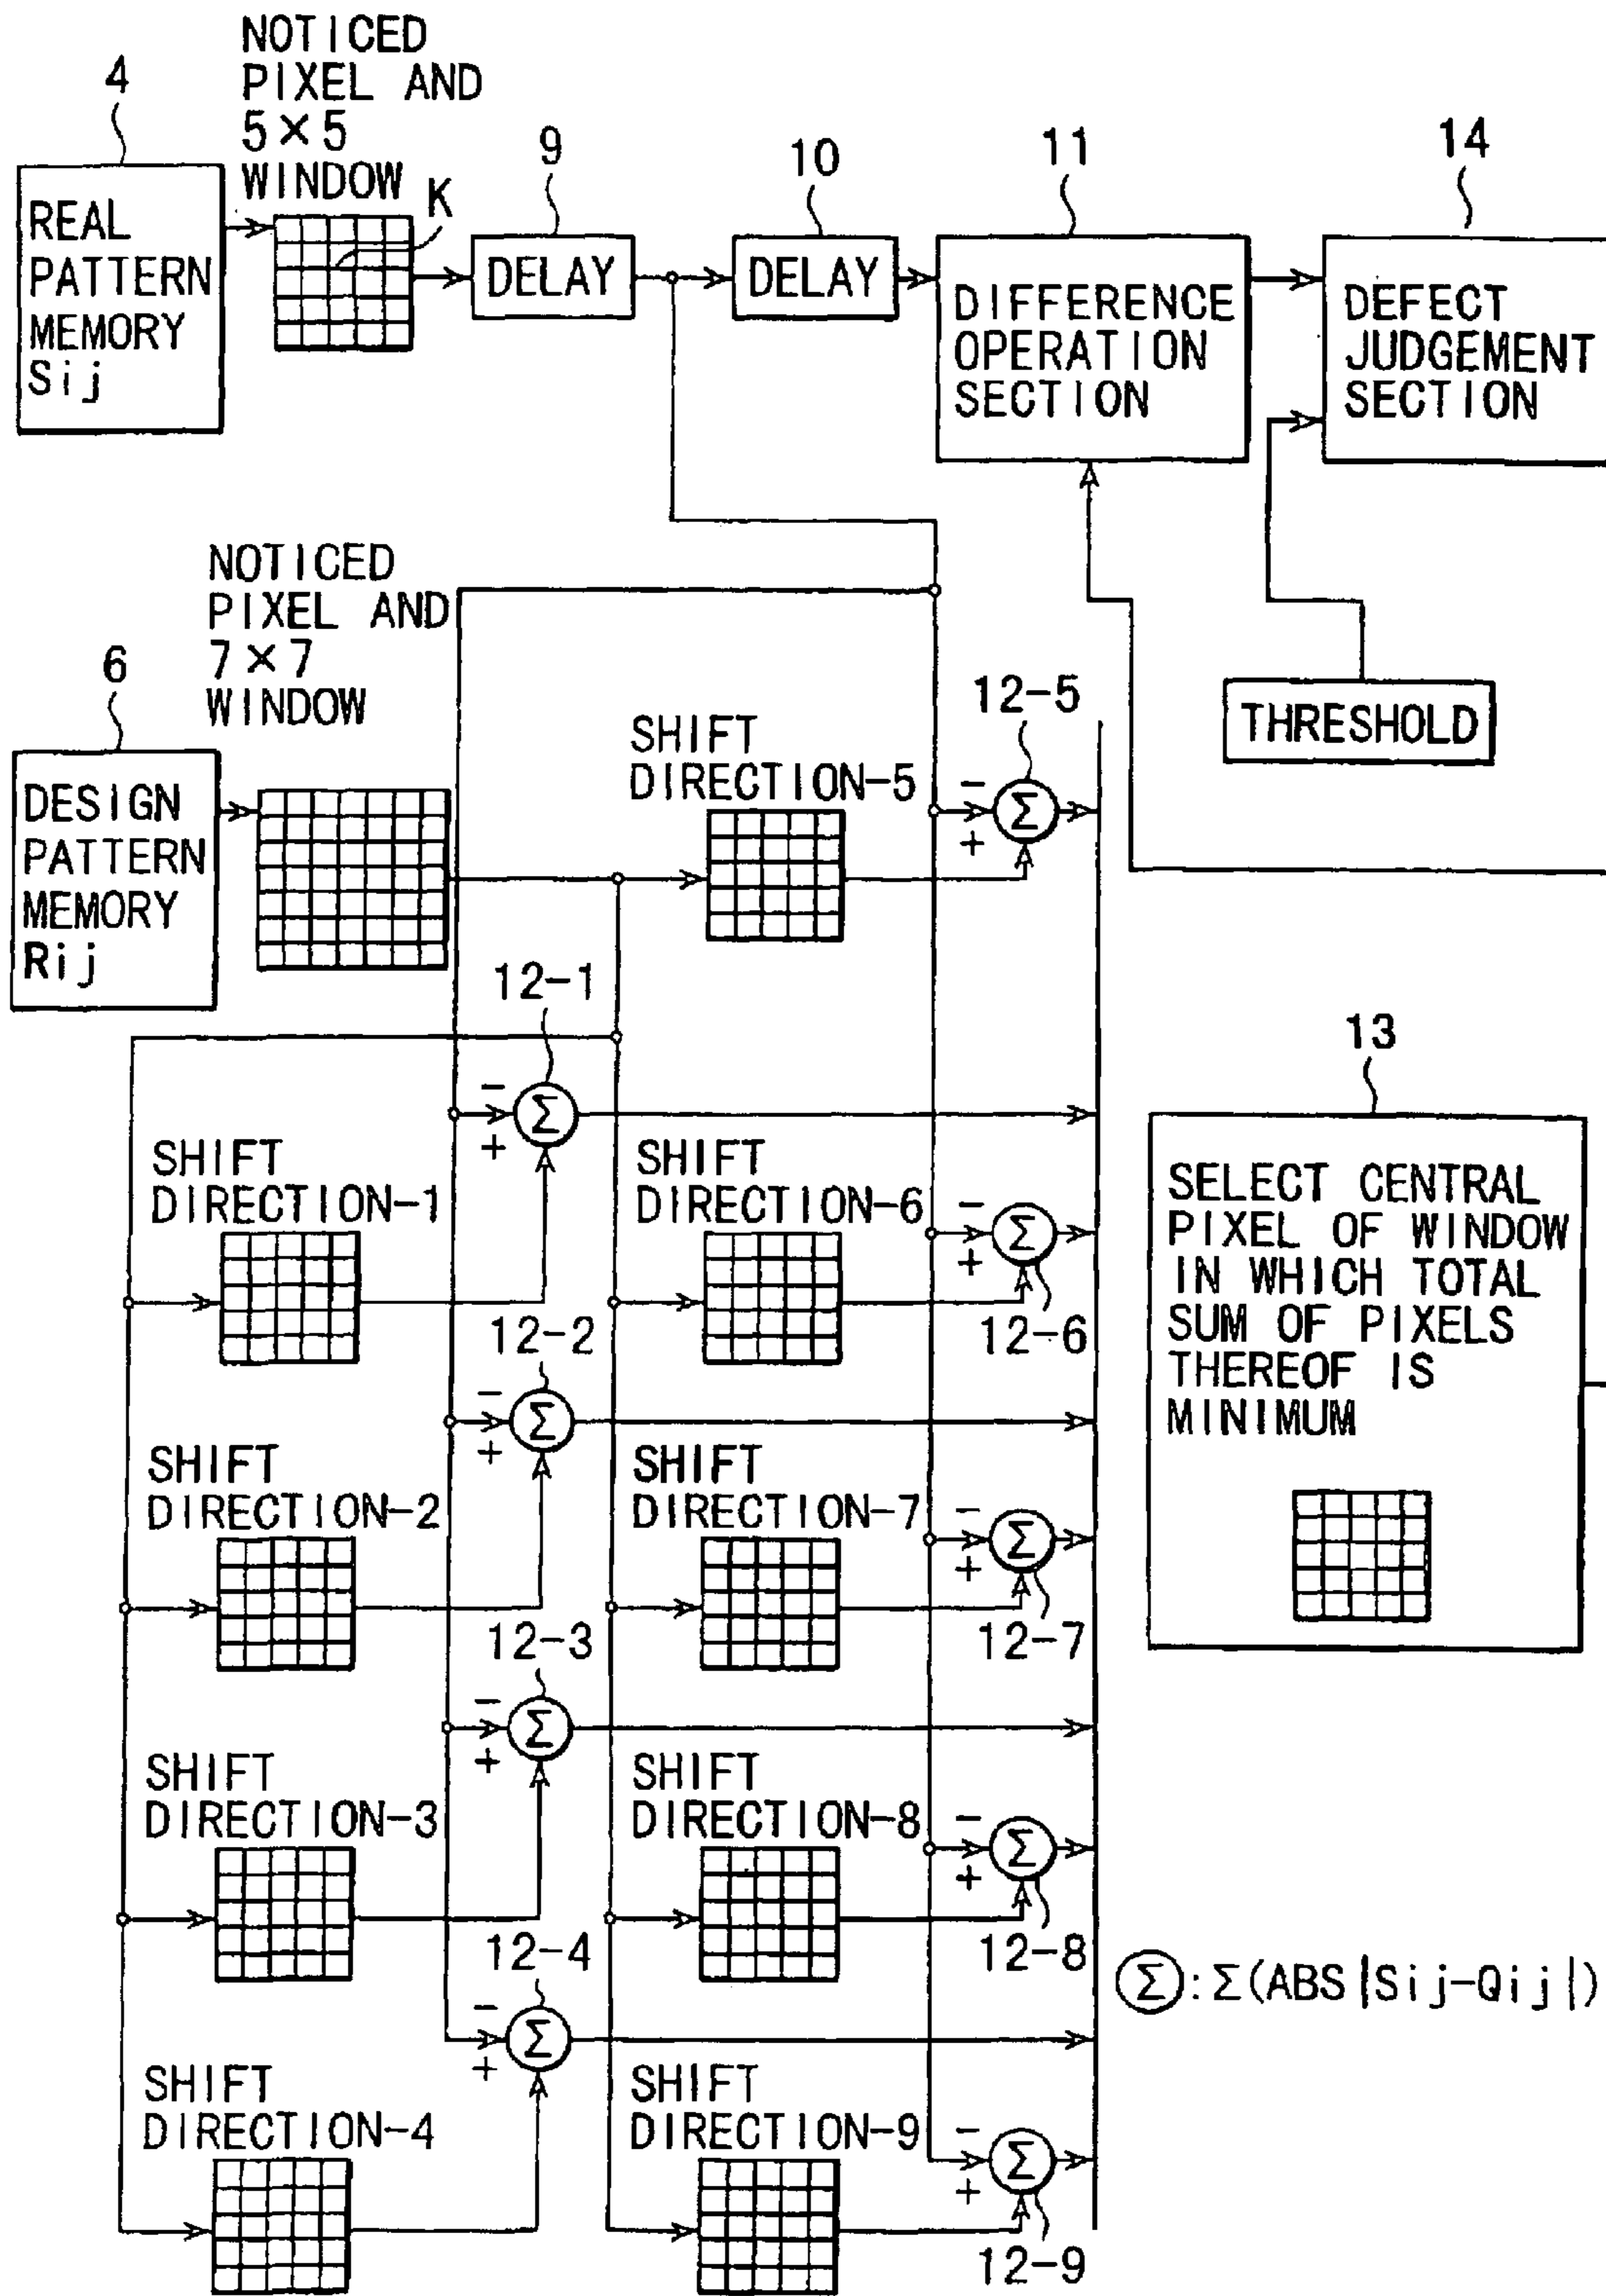 NOTICED
PIXEL AND
5×5
WINDOW
4
K
9
10
11
14
REAL
PATTERN
MEMORY
Sij
DELAY
DELAY
DIFFERENCE
OPERATION
SECTION
DEFECT
JUDGEMENT
SECTION
NOTICED
PIXEL AND
7×7
WINDOW
6
DESIGN
PATTERN
MEMORY
Rij
THRESHOLD
SHIFT
DIRECTION-5
12-5
-
+
Σ
12-1
-
+
Σ
SHIFT
DIRECTION-1
SHIFT
DIRECTION-6
-
+
Σ
12-6
13
SELECT CENTRAL
PIXEL OF WINDOW
IN WHICH TOTAL
SUM OF PIXELS
THEREOF IS
MINIMUM
12-2
-
+
Σ
SHIFT
DIRECTION-2
SHIFT
DIRECTION-7
-
+
Σ
12-7
12-3
-
+
Σ
SHIFT
DIRECTION-3
SHIFT
DIRECTION-8
-
+
Σ
12-8
12-4
-
+
Σ
Σ:Σ(ABS|Sij-Qij|)
SHIFT
DIRECTION-4
SHIFT
DIRECTION-9
-
+
Σ
12-9